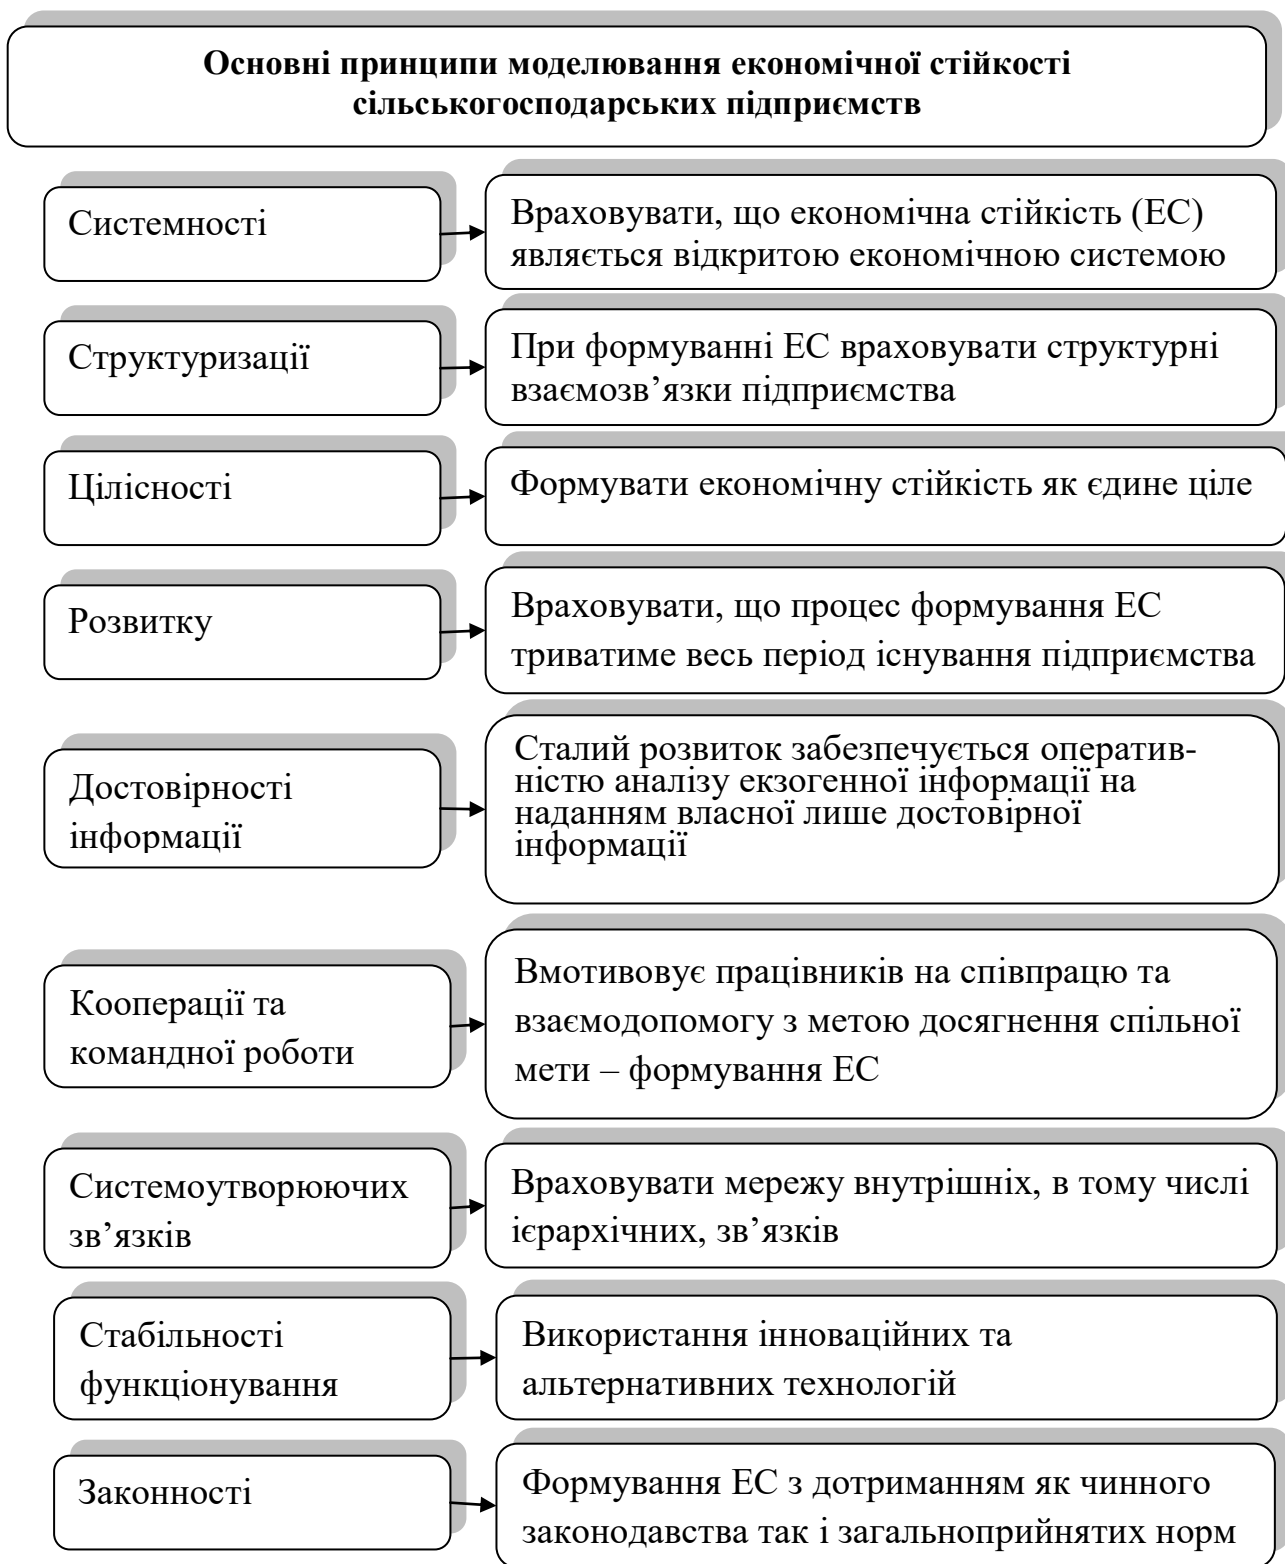 Основні принципи моделювання економічної стійкості
сільськогосподарських підприємств
Системності
Враховувати, що економічна стійкість (ЕС)
являється відкритою економічною системою
Структуризації
При формуванні ЕС враховувати структурні
взаємозв’язки підприємства
Цілісності
Формувати економічну стійкість як єдине ціле
Розвитку
Враховувати, що процес формування ЕС
триватиме весь період існування підприємства
Достовірності
інформації
Сталий розвиток забезпечується оператив-
ністю аналізу екзогенної інформації на
наданням власної лише достовірної
інформації
Кооперації та
командної роботи
Вмотивовує працівників на співпрацю та
взаємодопомогу з метою досягнення спільної
мети – формування ЕС
Системоутворюючих
зв’язків
Враховувати мережу внутрішніх, в тому числі
ієрархічних, зв’язків
Стабільності
функціонування
Використання інноваційних та
альтернативних технологій
Законності
Формування ЕС з дотриманням як чинного
законодавства так і загальноприйнятих норм